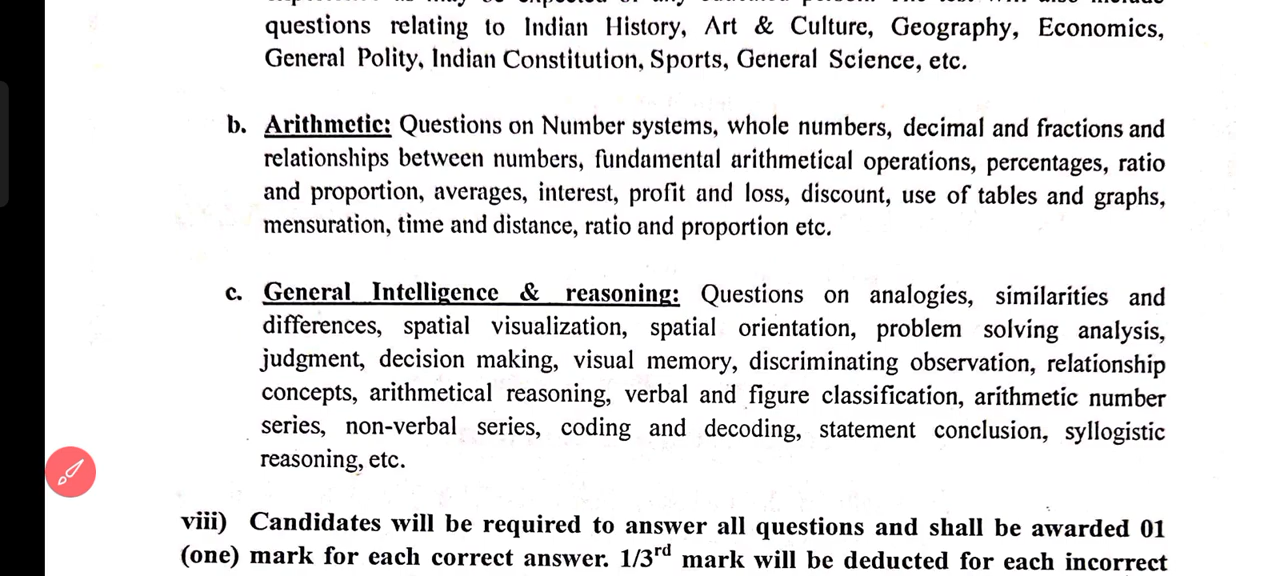 questions relating to Indian History, Art & Culture, Geography, Economics,
General Polity, Indian Constitution, Sports, General Science, etc.
b. Arithmetic: Questions on Number systems, whole numbers, decimal and fractions and
relationships between numbers, fundamental arithmetical operations, percentages, ratio
and proportion, averages, interest, profit and loss, discount, use of tables and graphs,
mensuration, time and distance, ratio and proportion etc.
c. General Intelligence & reasoning: Questions on analogies, similarities and
differences, spatial visualization, spatial orientation, problem solving analysis,
judgment, decision making, visual memory, discriminating observation, relationship
concepts, arithmetical reasoning, verbal and figure classification, arithmetic number
series, non-verbal series, coding and decoding, statement conclusion, syllogistic
reasoning, etc.
viii) Candidates will be required to answer all questions and shall be awarded 01
(one) mark for each correct answer. 1/3rd mark will be deducted for each incorrect